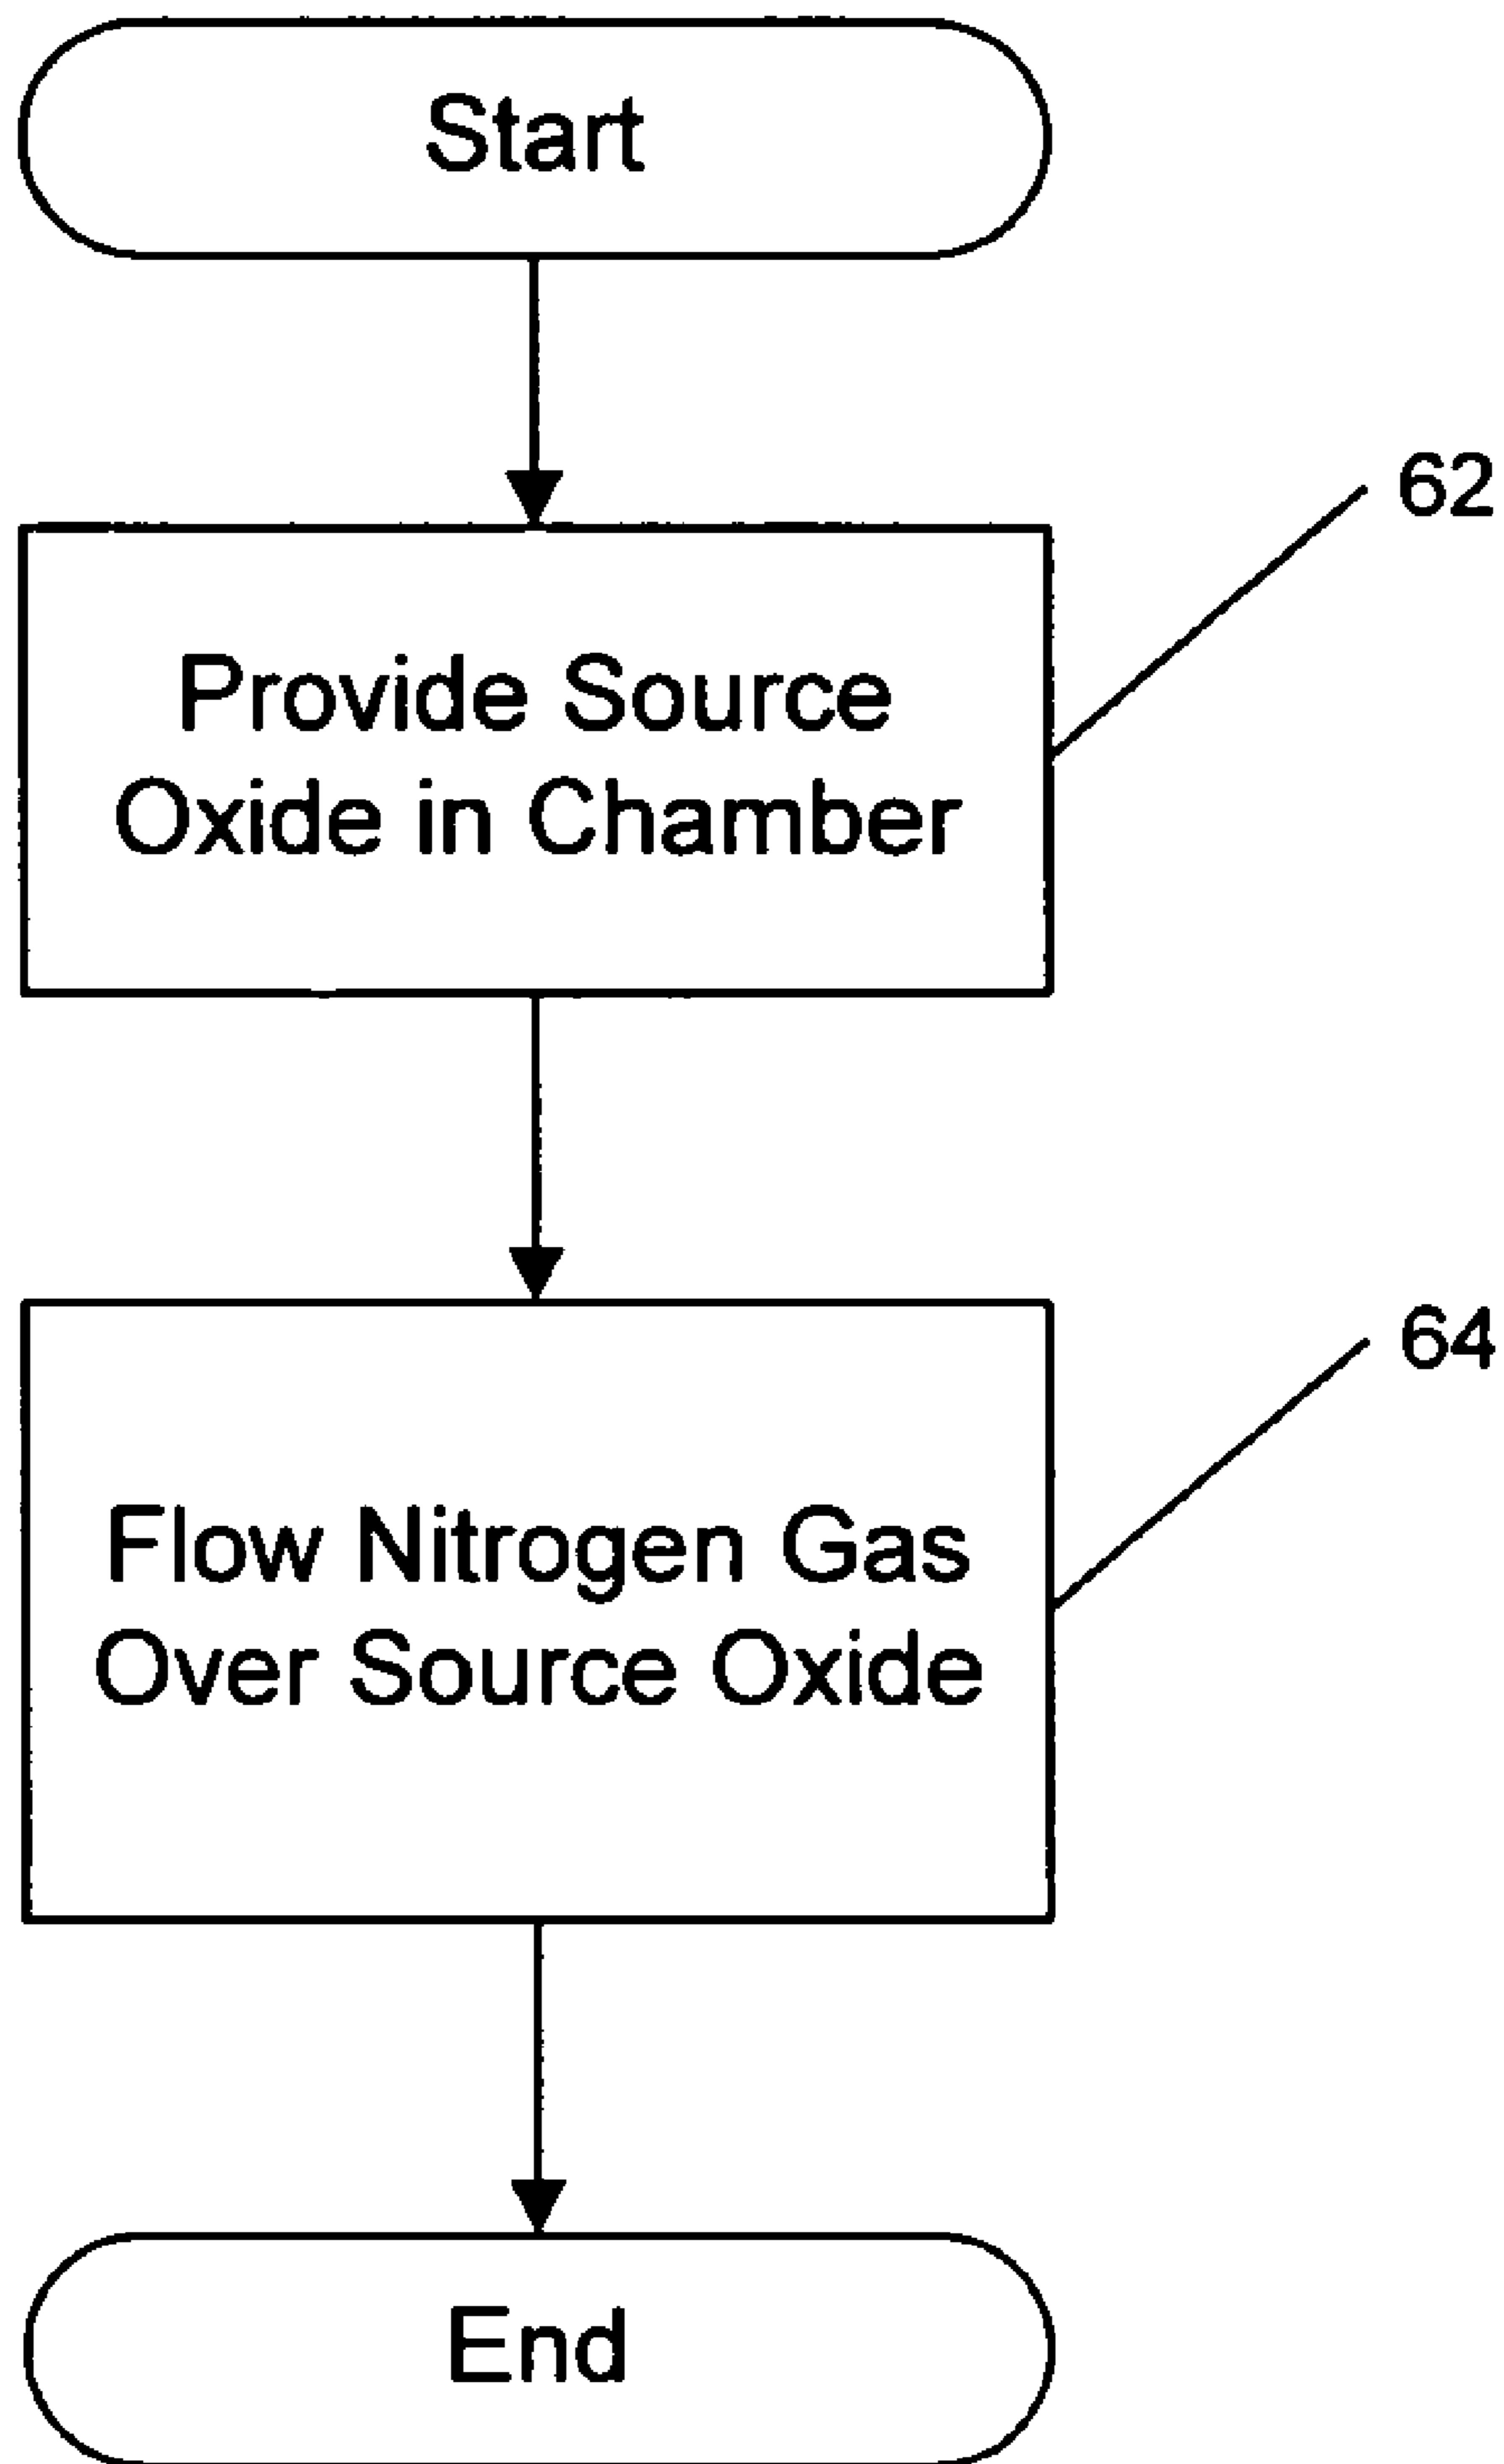 Start
62
Provide Source
Oxide in Chamber
64
Flow Nitrogen Gas
Over Source Oxide
End